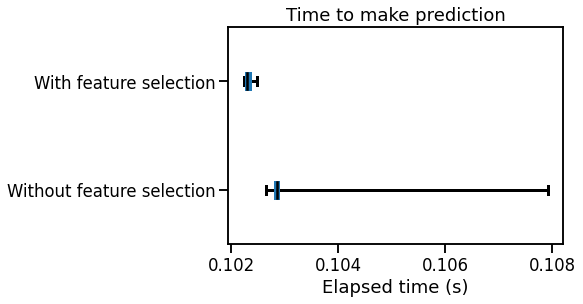 Time to make prediction
With feature selection
Without feature selection
0.102 0.104 0.106 0.108
Elapsed time (s)